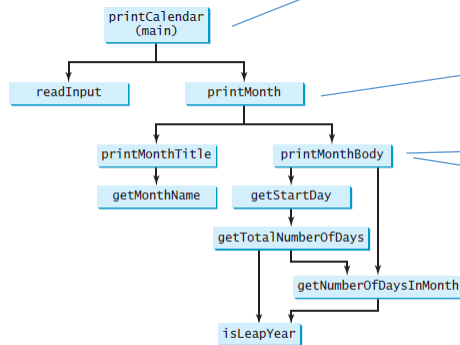 printCalendar
(main)
readInput
printMonth
printMonthTitle
printMonthBody
getMonthName
getStartDay
getTotalNumberOfDays
getNumberOfDaysInMonth
isLeapYear